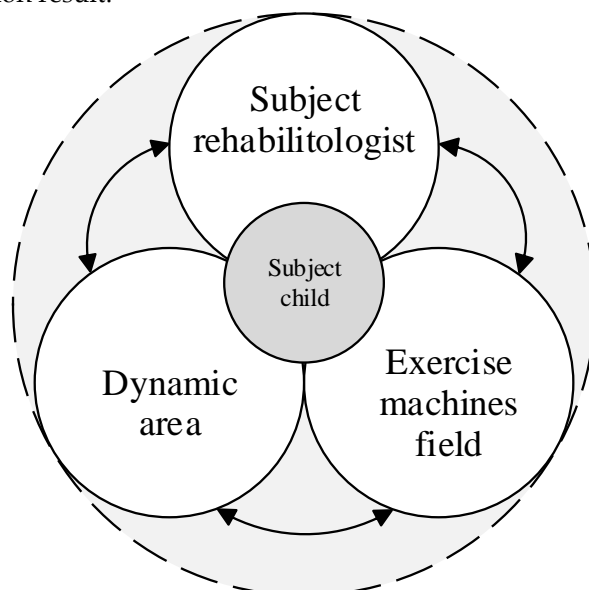 Subject
rehabilitologist
Subject
child
Dynamic
area
Exercise
machines
field